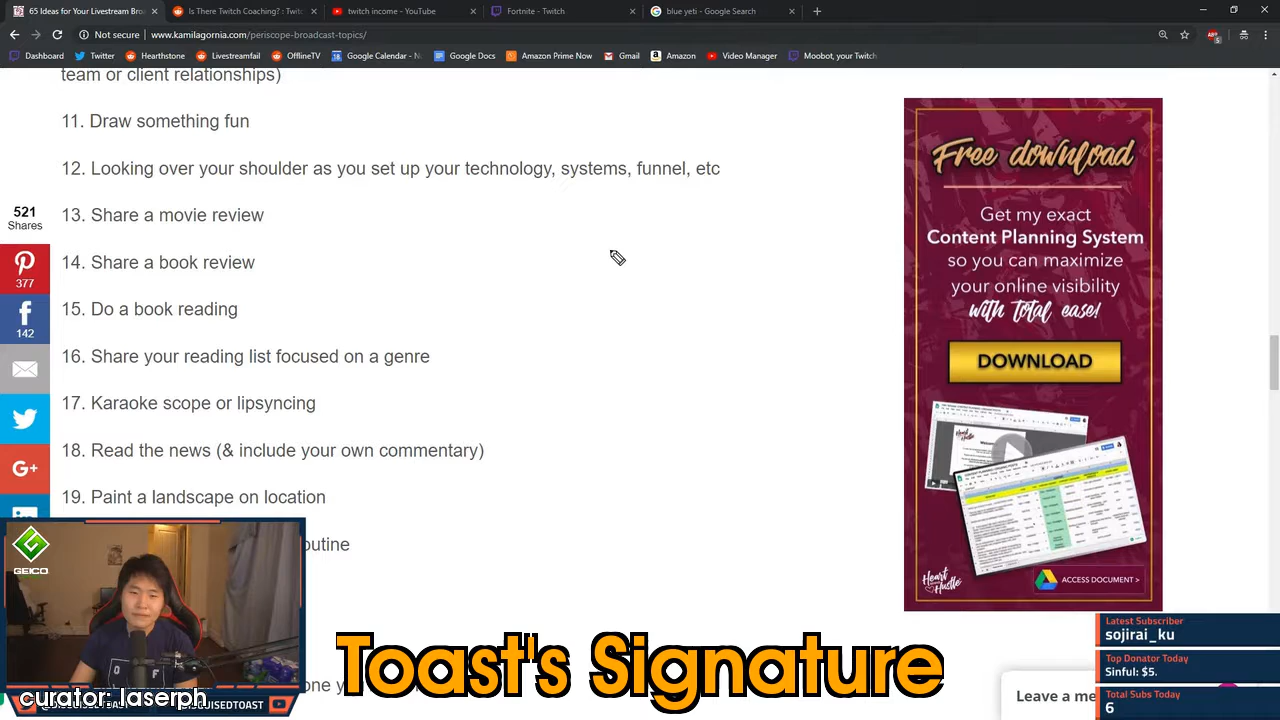 65 Ideas for Your Livestream Broa
Is There Twitch Coaching? : Twitc
twitch income - YouTube
Fortnite - Twitch
blue yeti - Google Search
Not secure
www.kamilagornia.com/periscope-broadcast-topics/
Dashboard
Twitter
Hearthstone
Livestreamfail
OfflineTV
Google Calendar - N
Google Docs
Amazon Prime Now
Gmail
Amazon
Video Manager
Moobot, your Twitch
team or client relationships)
11. Draw something fun
12. Looking over your shoulder as you set up your technology, systems, funnel, etc
13. Share a movie review
14. Share a book review
15. Do a book reading
16. Share your reading list focused on a genre
17. Karaoke scope or lipsyncing
18. Read the news (& include your own commentary)
19. Paint a landscape on location
outine
521
Shares
377
142
G+
in
Free download
Get my exact
Content Planning System
so you can maximize
your online visibility
with total ease!
DOWNLOAD
Heart
Hustle
ACCESS DOCUMENT >
GEICO
Toast's Signature
curator laserph
UISEDTOAST
Latest Subscriber
sojirai_ku
Top Donator Today
Sinful: $5.
Total Subs Today
6
Leave a me